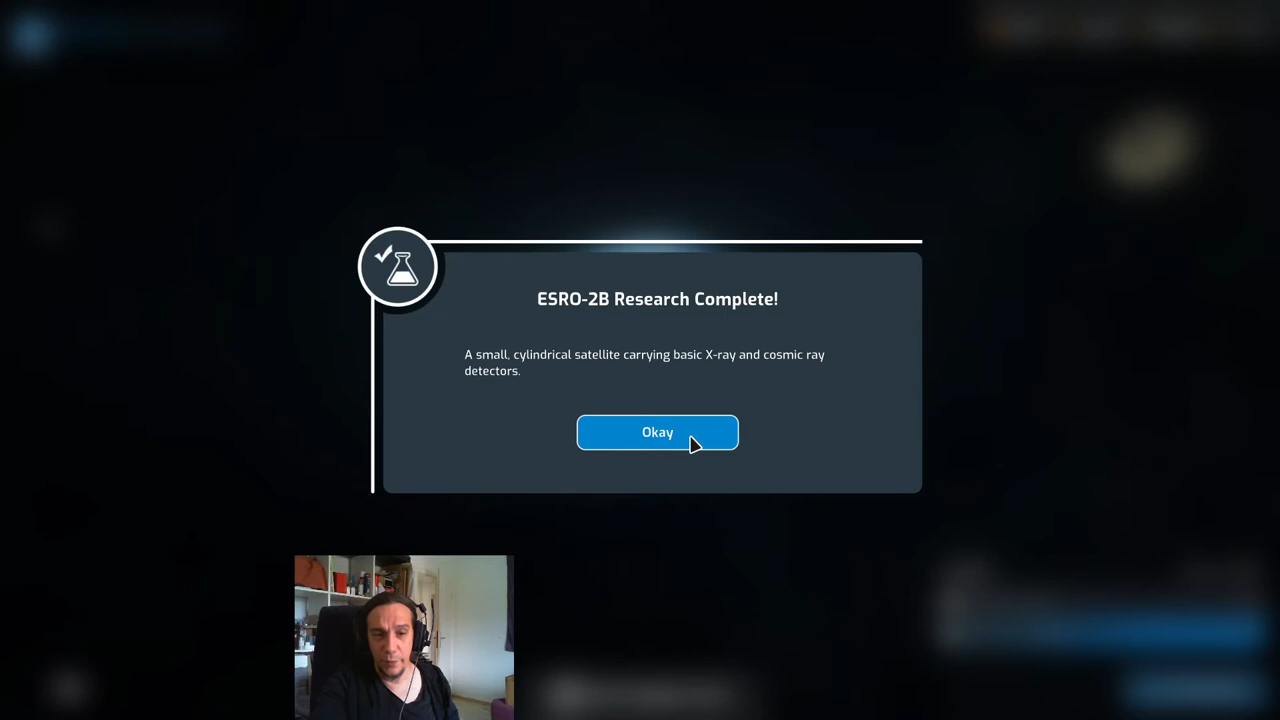 ESRO-2B Research Complete!
A small, cylindrical satellite carrying basic X-ray and cosmic ray
detectors.
Okay